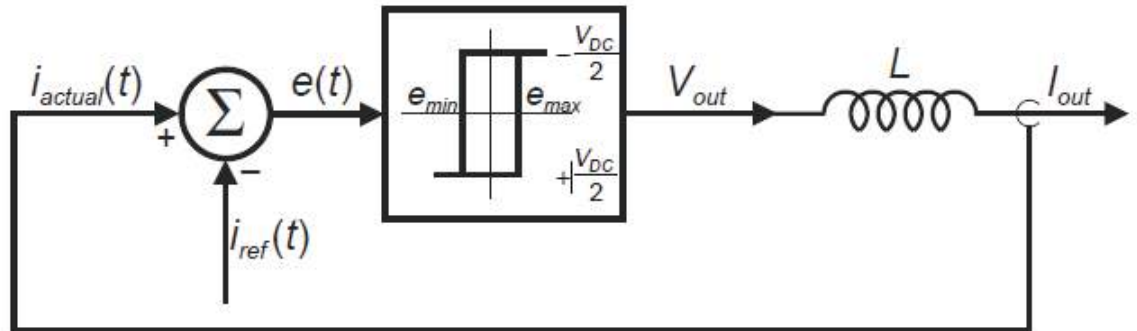 i_actual(t)
+
Σ
−
i_ref(t)
e(t)
e_min
e_max
−V_DC/2
+V_DC/2
V_out
L
I_out